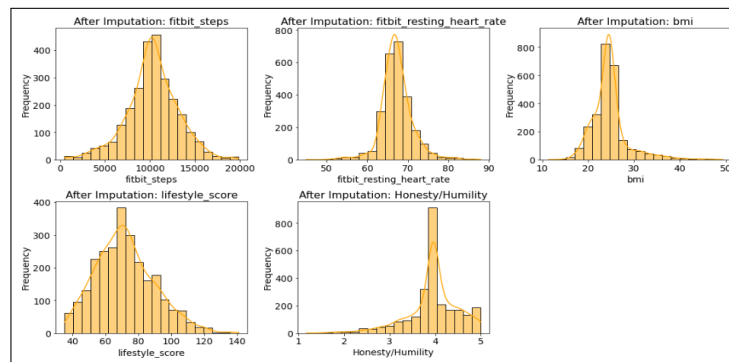 After Imputation: fitbit_steps
Frequency
400
300
200
100
0
0 5000 10000 15000 20000
fitbit_steps
After Imputation: fitbit_resting_heart_rate
Frequency
800
600
400
200
0
50 60 70 80 90
fitbit_resting_heart_rate
After Imputation: bmi
Frequency
800
600
400
200
0
10 20 30 40 50
bmi
After Imputation: lifestyle_score
Frequency
400
300
200
100
0
40 60 80 100 120 140
lifestyle_score
After Imputation: Honesty/Humility
Frequency
800
600
400
200
0
1 2 3 4 5
Honesty/Humility